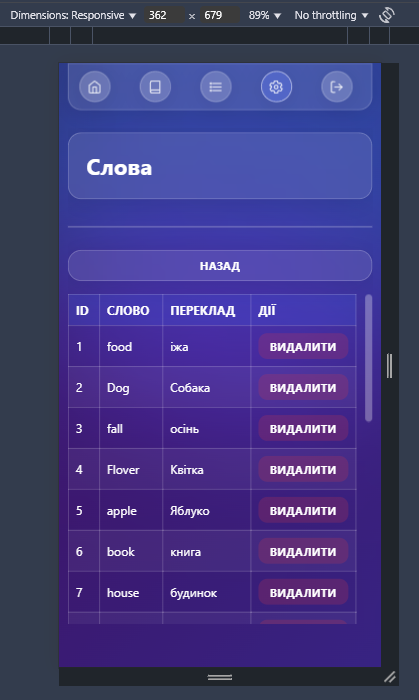 Dimensions: Responsive 362 × 679 89% No throttling
Слова
НАЗАД
ID СЛОВО ПЕРЕКЛАД ДІЇ
1 food їжа ВИДАЛИТИ
2 Dog Собака ВИДАЛИТИ
3 fall осінь ВИДАЛИТИ
4 Flover Квітка ВИДАЛИТИ
5 apple Яблуко ВИДАЛИТИ
6 book книга ВИДАЛИТИ
7 house будинок ВИДАЛИТИ